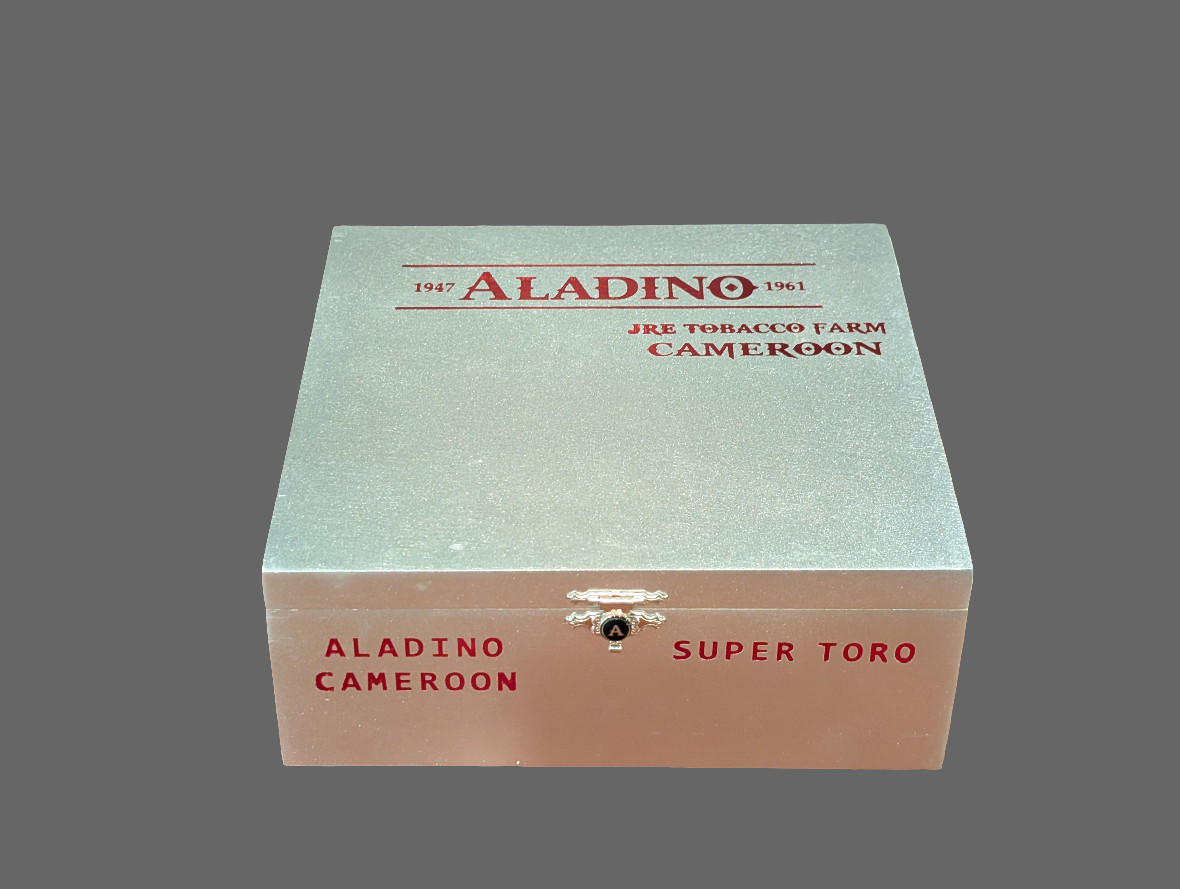 1947 ALADINO 1961
JRE TOBACCO FARM
CAMEROON
A
ALADINO
CAMEROON
SUPER TORO